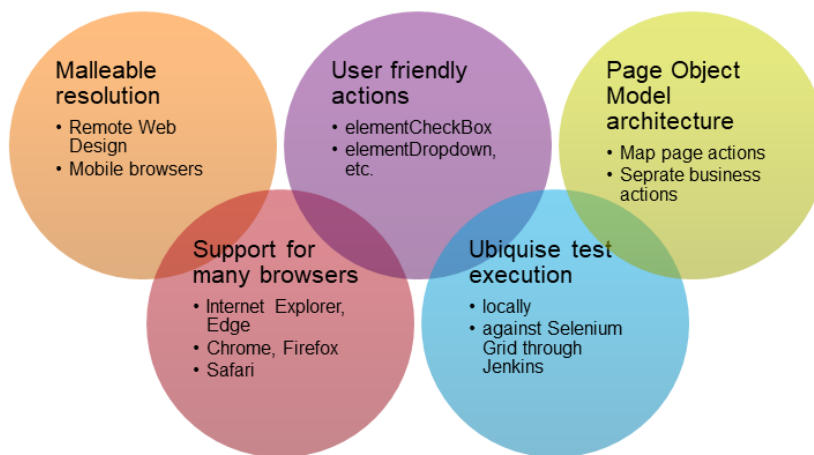 Malleable
resolution
• Remote Web
Design
• Mobile browsers
User friendly
actions
• elementCheckBox
• elementDropdown,
etc.
Page Object
Model
architecture
• Map page actions
• Seprate business
actions
Support for
many browsers
• Internet Explorer,
Edge
• Chrome, Firefox
• Safari
Ubiquise test
execution
• locally
• against Selenium
Grid through
Jenkins